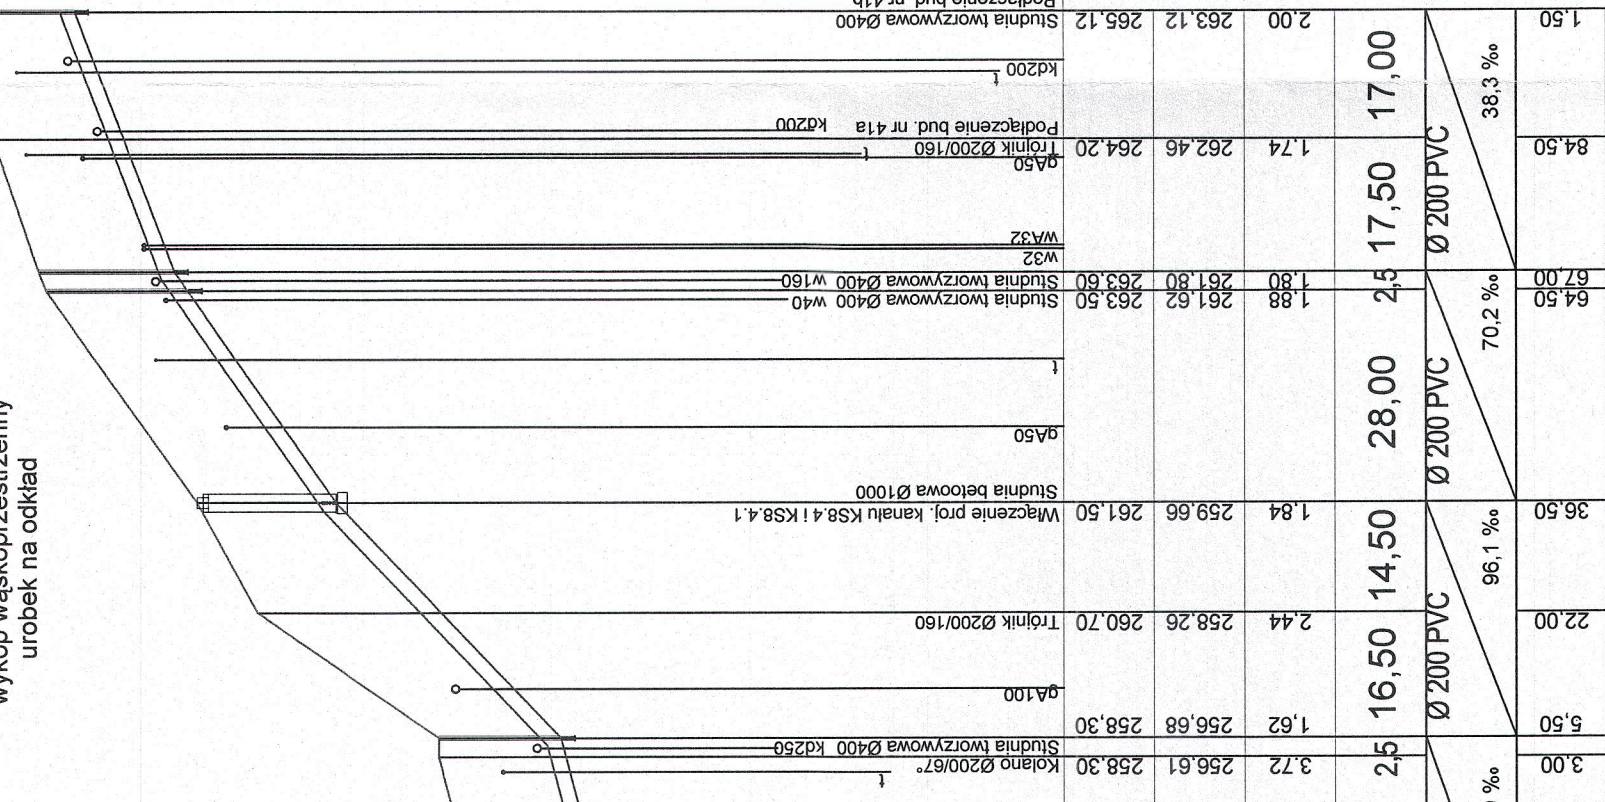 Podłączenie bud. nr 41b
Studnia tworzywowa Ø400 265,12 263,12 2.00 1,50
kd200
t
17,00
38,3 ‰
Podłączenie bud. nr 41a kd200
Trójnik Ø200/160 264,20 262,46 1.74 84,50
t
gA50
17,50
Ø 200 PVC
wA32
w32
Studnia tworzywowa Ø400 w160 263,60 261,80 1.80 67,00
2,5
Studnia tworzywowa Ø400 w40 263,50 261,62 1.88 64,50
70,2 ‰
t
28,00
Ø 200 PVC
gA50
Studnia betoowa Ø1000
Włączenie proj. kanału KS8.4 i KS8.4.1 261,50 259,66 1,84 36,50
14,50
96,1 ‰
Trójnik Ø200/160 260,70 258,26 2,44 22,00
16,50
Ø 200 PVC
gA100
258,30 256,68 1,62 5,50
Studnia tworzywowa Ø400 kd250
2,5
Kolano Ø200/67° 258,30 256,61 3.72 3.00
t
‰
wykop wąskoprzestrzenny
urobek na odkład